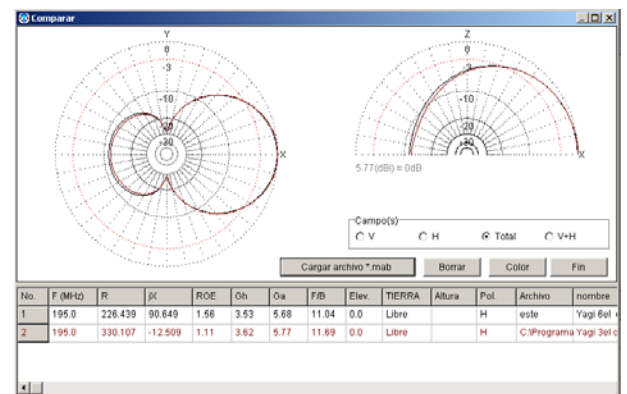 Comparar
Y
0
-3
-10
-20
-30
X
Z
0
-3
-10
-20
-30
X
5.77(dBi) = 0dB
Campo(s)
V H Total V+H
Cargar archivo *.mab Borrar Color Fin
No. F (MHz) R jX ROE Gh Ga F/B Elev. TIERRA Altura Pol. Archivo nombre
1 195.0 226.439 90.649 1.56 3.53 5.68 11.04 0.0 Libre H este Yagi 6el
2 195.0 330.107 -12.509 1.11 3.62 5.77 11.69 0.0 Libre H C:\Programa Yagi 3el c